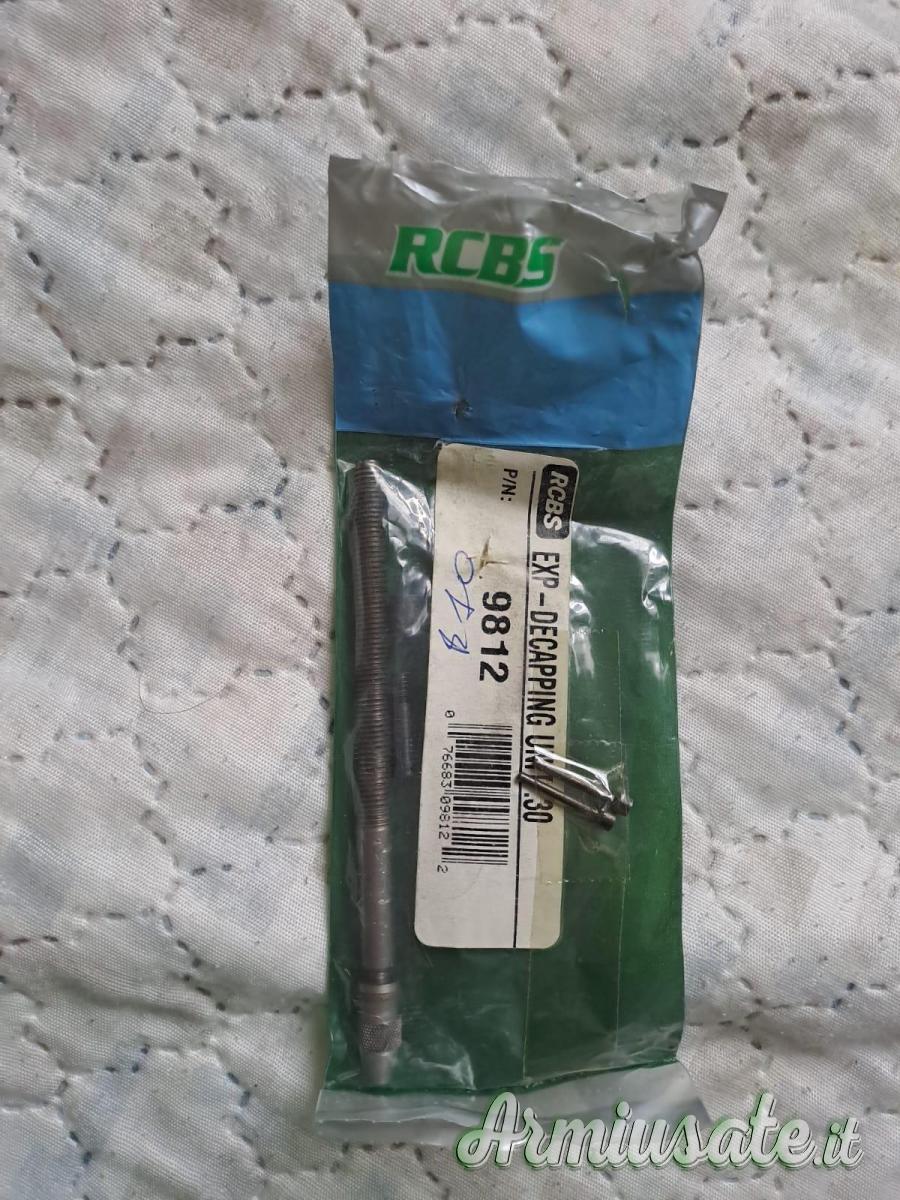 RCBS
RCBS EXP-DECAPPING UNIT .30
P/N: 9812
0 76683 09812 2
Armiusate.it